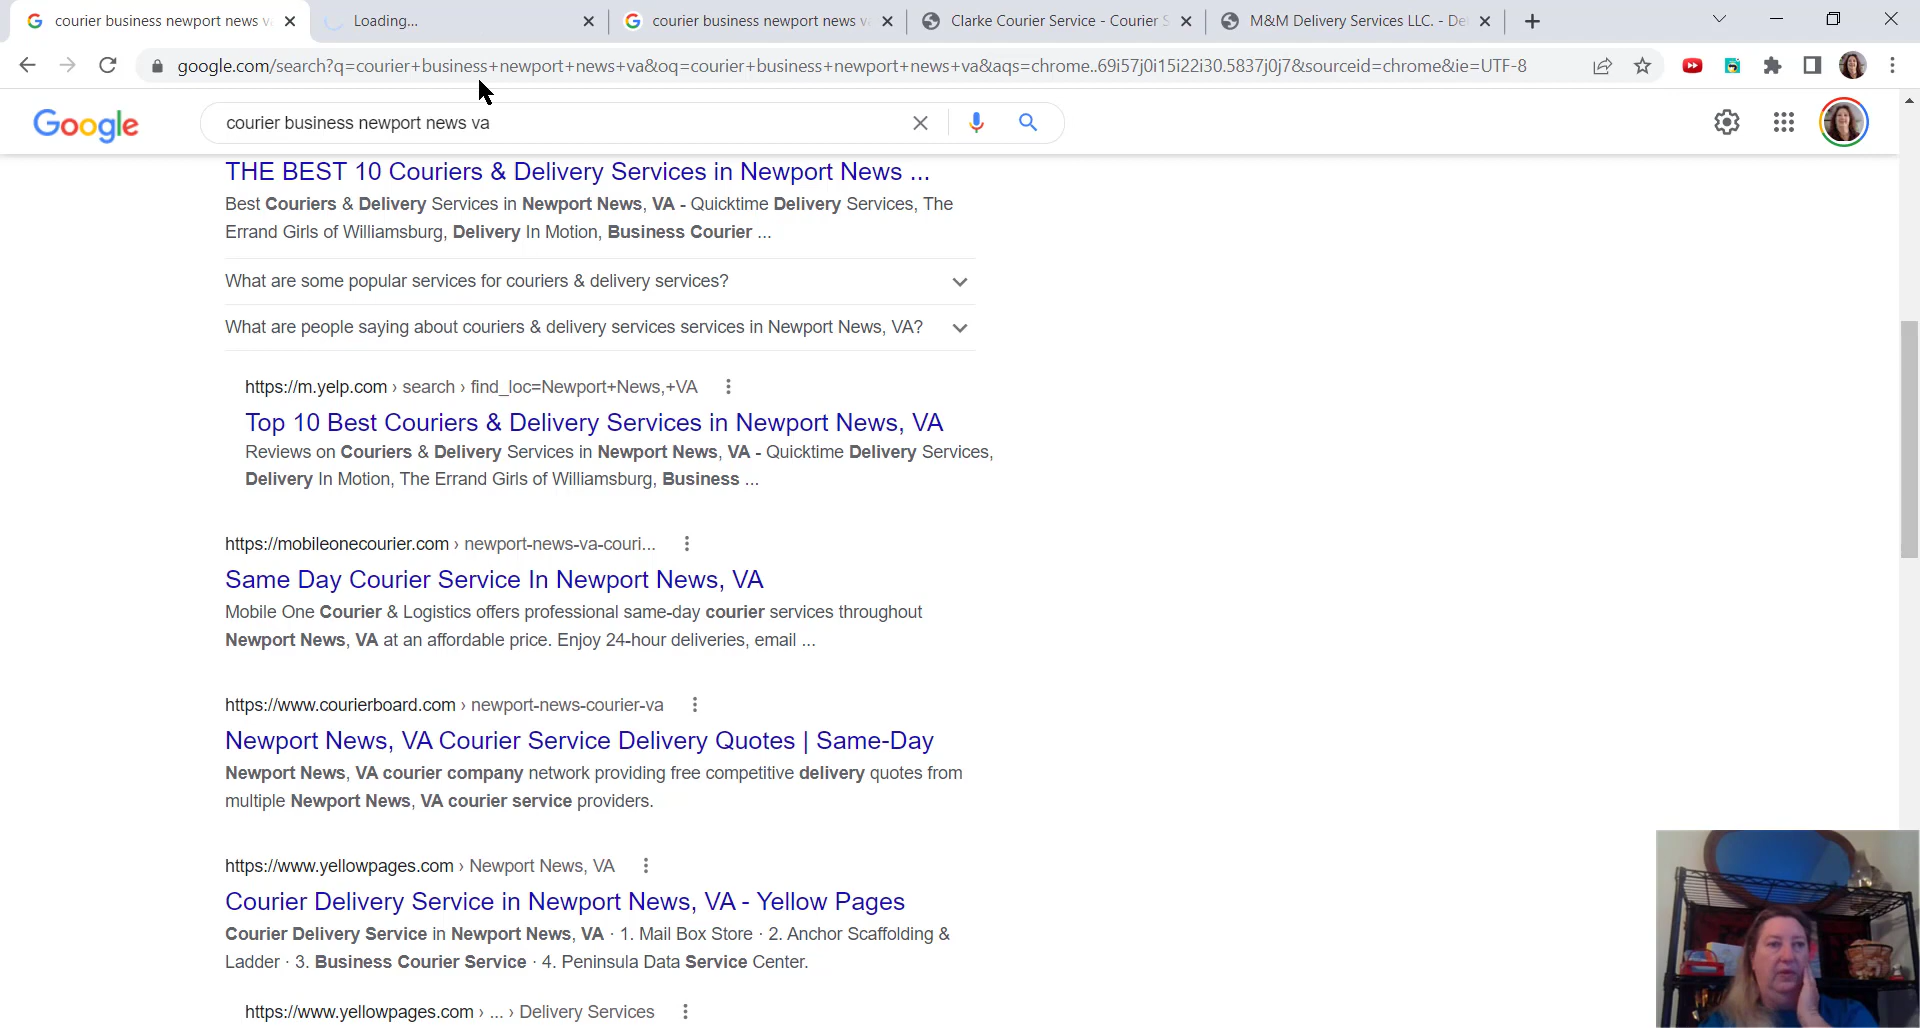 courier business newport news va
Loading...
courier business newport news va
Clarke Courier Service - Courier S
M&M Delivery Services LLC. - De
google.com/search?q=courier+business+newport+news+va&oq=courier+business+newport+news+va&aqs=chrome..69i57j0i15i22i30.5837j0j7&sourceid=chrome&ie=UTF-8
Google
courier business newport news va
THE BEST 10 Couriers & Delivery Services in Newport News ...
Best Couriers & Delivery Services in Newport News, VA - Quicktime Delivery Services, The
Errand Girls of Williamsburg, Delivery In Motion, Business Courier ...
What are some popular services for couriers & delivery services?
What are people saying about couriers & delivery services services in Newport News, VA?
https://m.yelp.com › search › find_loc=Newport+News,+VA
Top 10 Best Couriers & Delivery Services in Newport News, VA
Reviews on Couriers & Delivery Services in Newport News, VA - Quicktime Delivery Services,
Delivery In Motion, The Errand Girls of Williamsburg, Business ...
https://mobileonecourier.com › newport-news-va-couri...
Same Day Courier Service In Newport News, VA
Mobile One Courier & Logistics offers professional same-day courier services throughout
Newport News, VA at an affordable price. Enjoy 24-hour deliveries, email ...
https://www.courierboard.com › newport-news-courier-va
Newport News, VA Courier Service Delivery Quotes | Same-Day
Newport News, VA courier company network providing free competitive delivery quotes from
multiple Newport News, VA courier service providers.
https://www.yellowpages.com › Newport News, VA
Courier Delivery Service in Newport News, VA - Yellow Pages
Courier Delivery Service in Newport News, VA · 1. Mail Box Store · 2. Anchor Scaffolding &
Ladder · 3. Business Courier Service · 4. Peninsula Data Service Center.
https://www.yellowpages.com › ... › Delivery Services